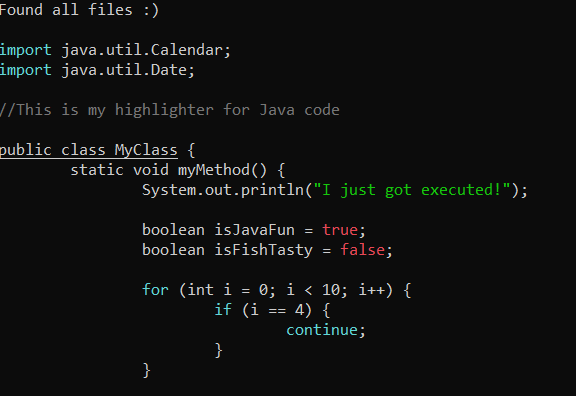 Found all files :)
import java.util.Calendar;
import java.util.Date;
//This is my highlighter for Java code
public class MyClass {
static void myMethod() {
System.out.println("I just got executed!");
boolean isJavaFun = true;
boolean isFishTasty = false;
for (int i = 0; i < 10; i++) {
if (i == 4) {
continue;
}
}